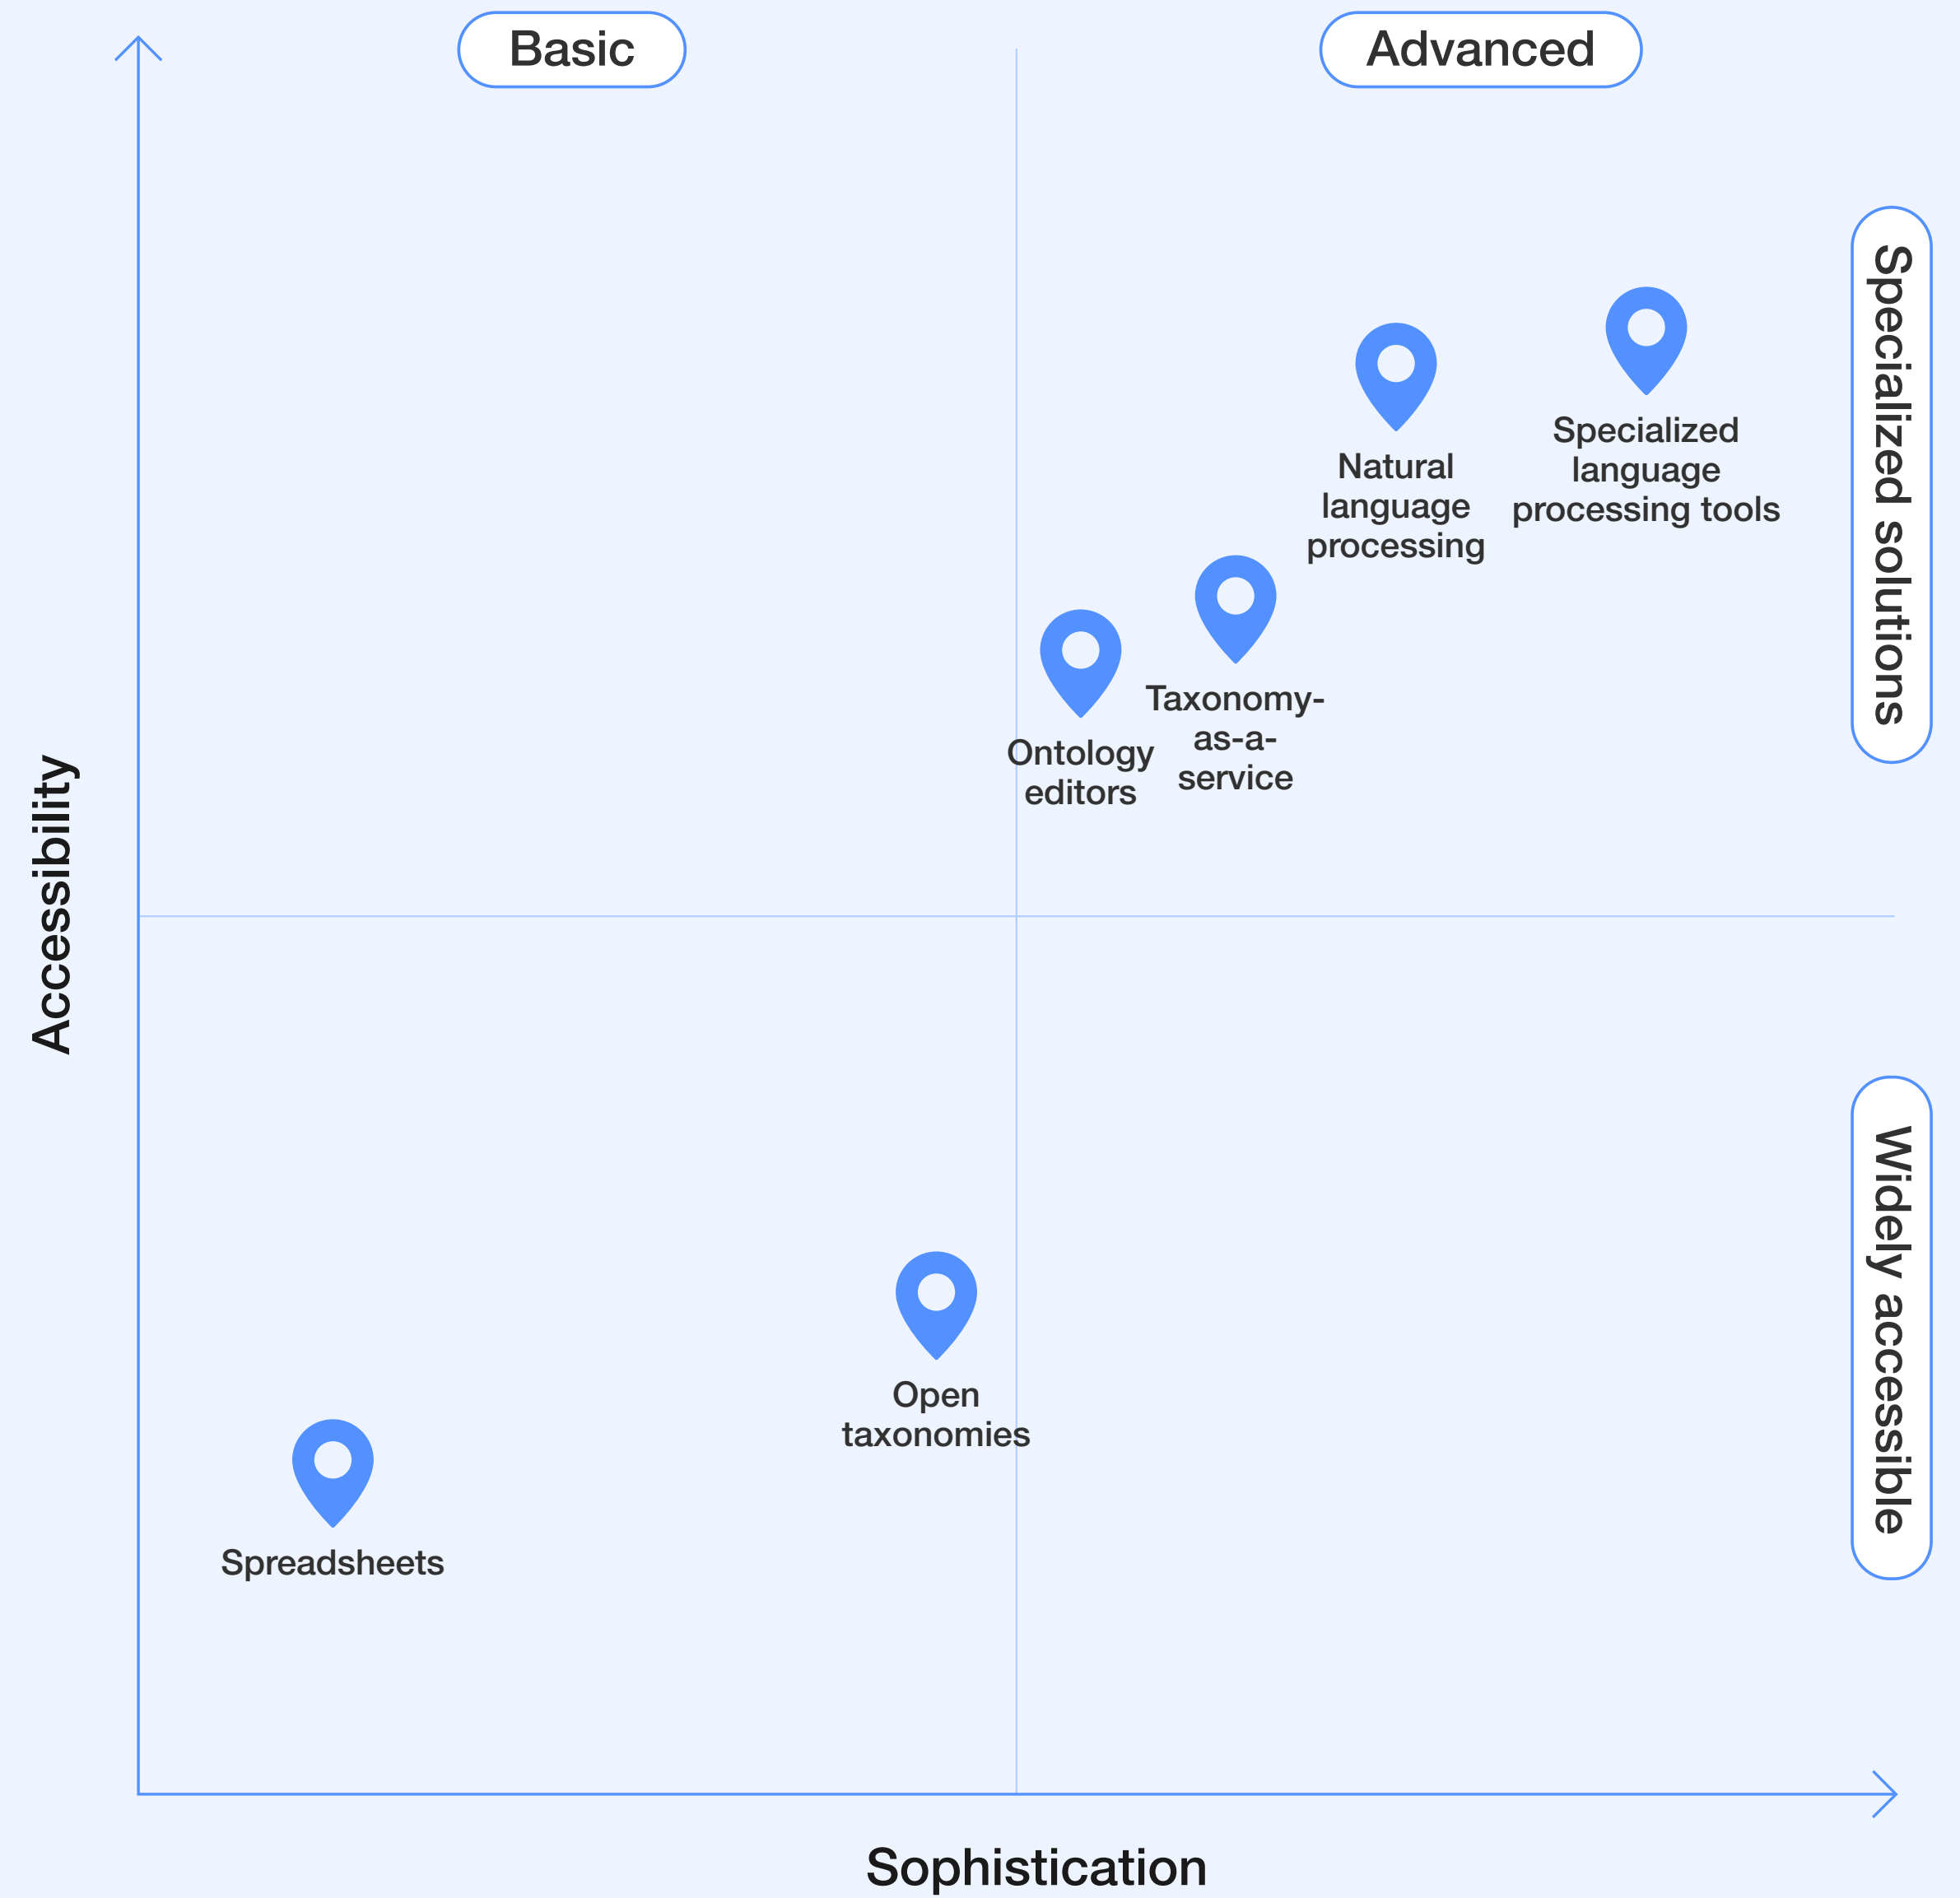 Basic
Advanced
Specialized solutions
Specialized
language
processing tools
Natural
language
processing
Taxonomy-
as-a-
service
Ontology
editors
Accessibility
Widely accessible
Open
taxonomies
Spreadsheets
Sophistication